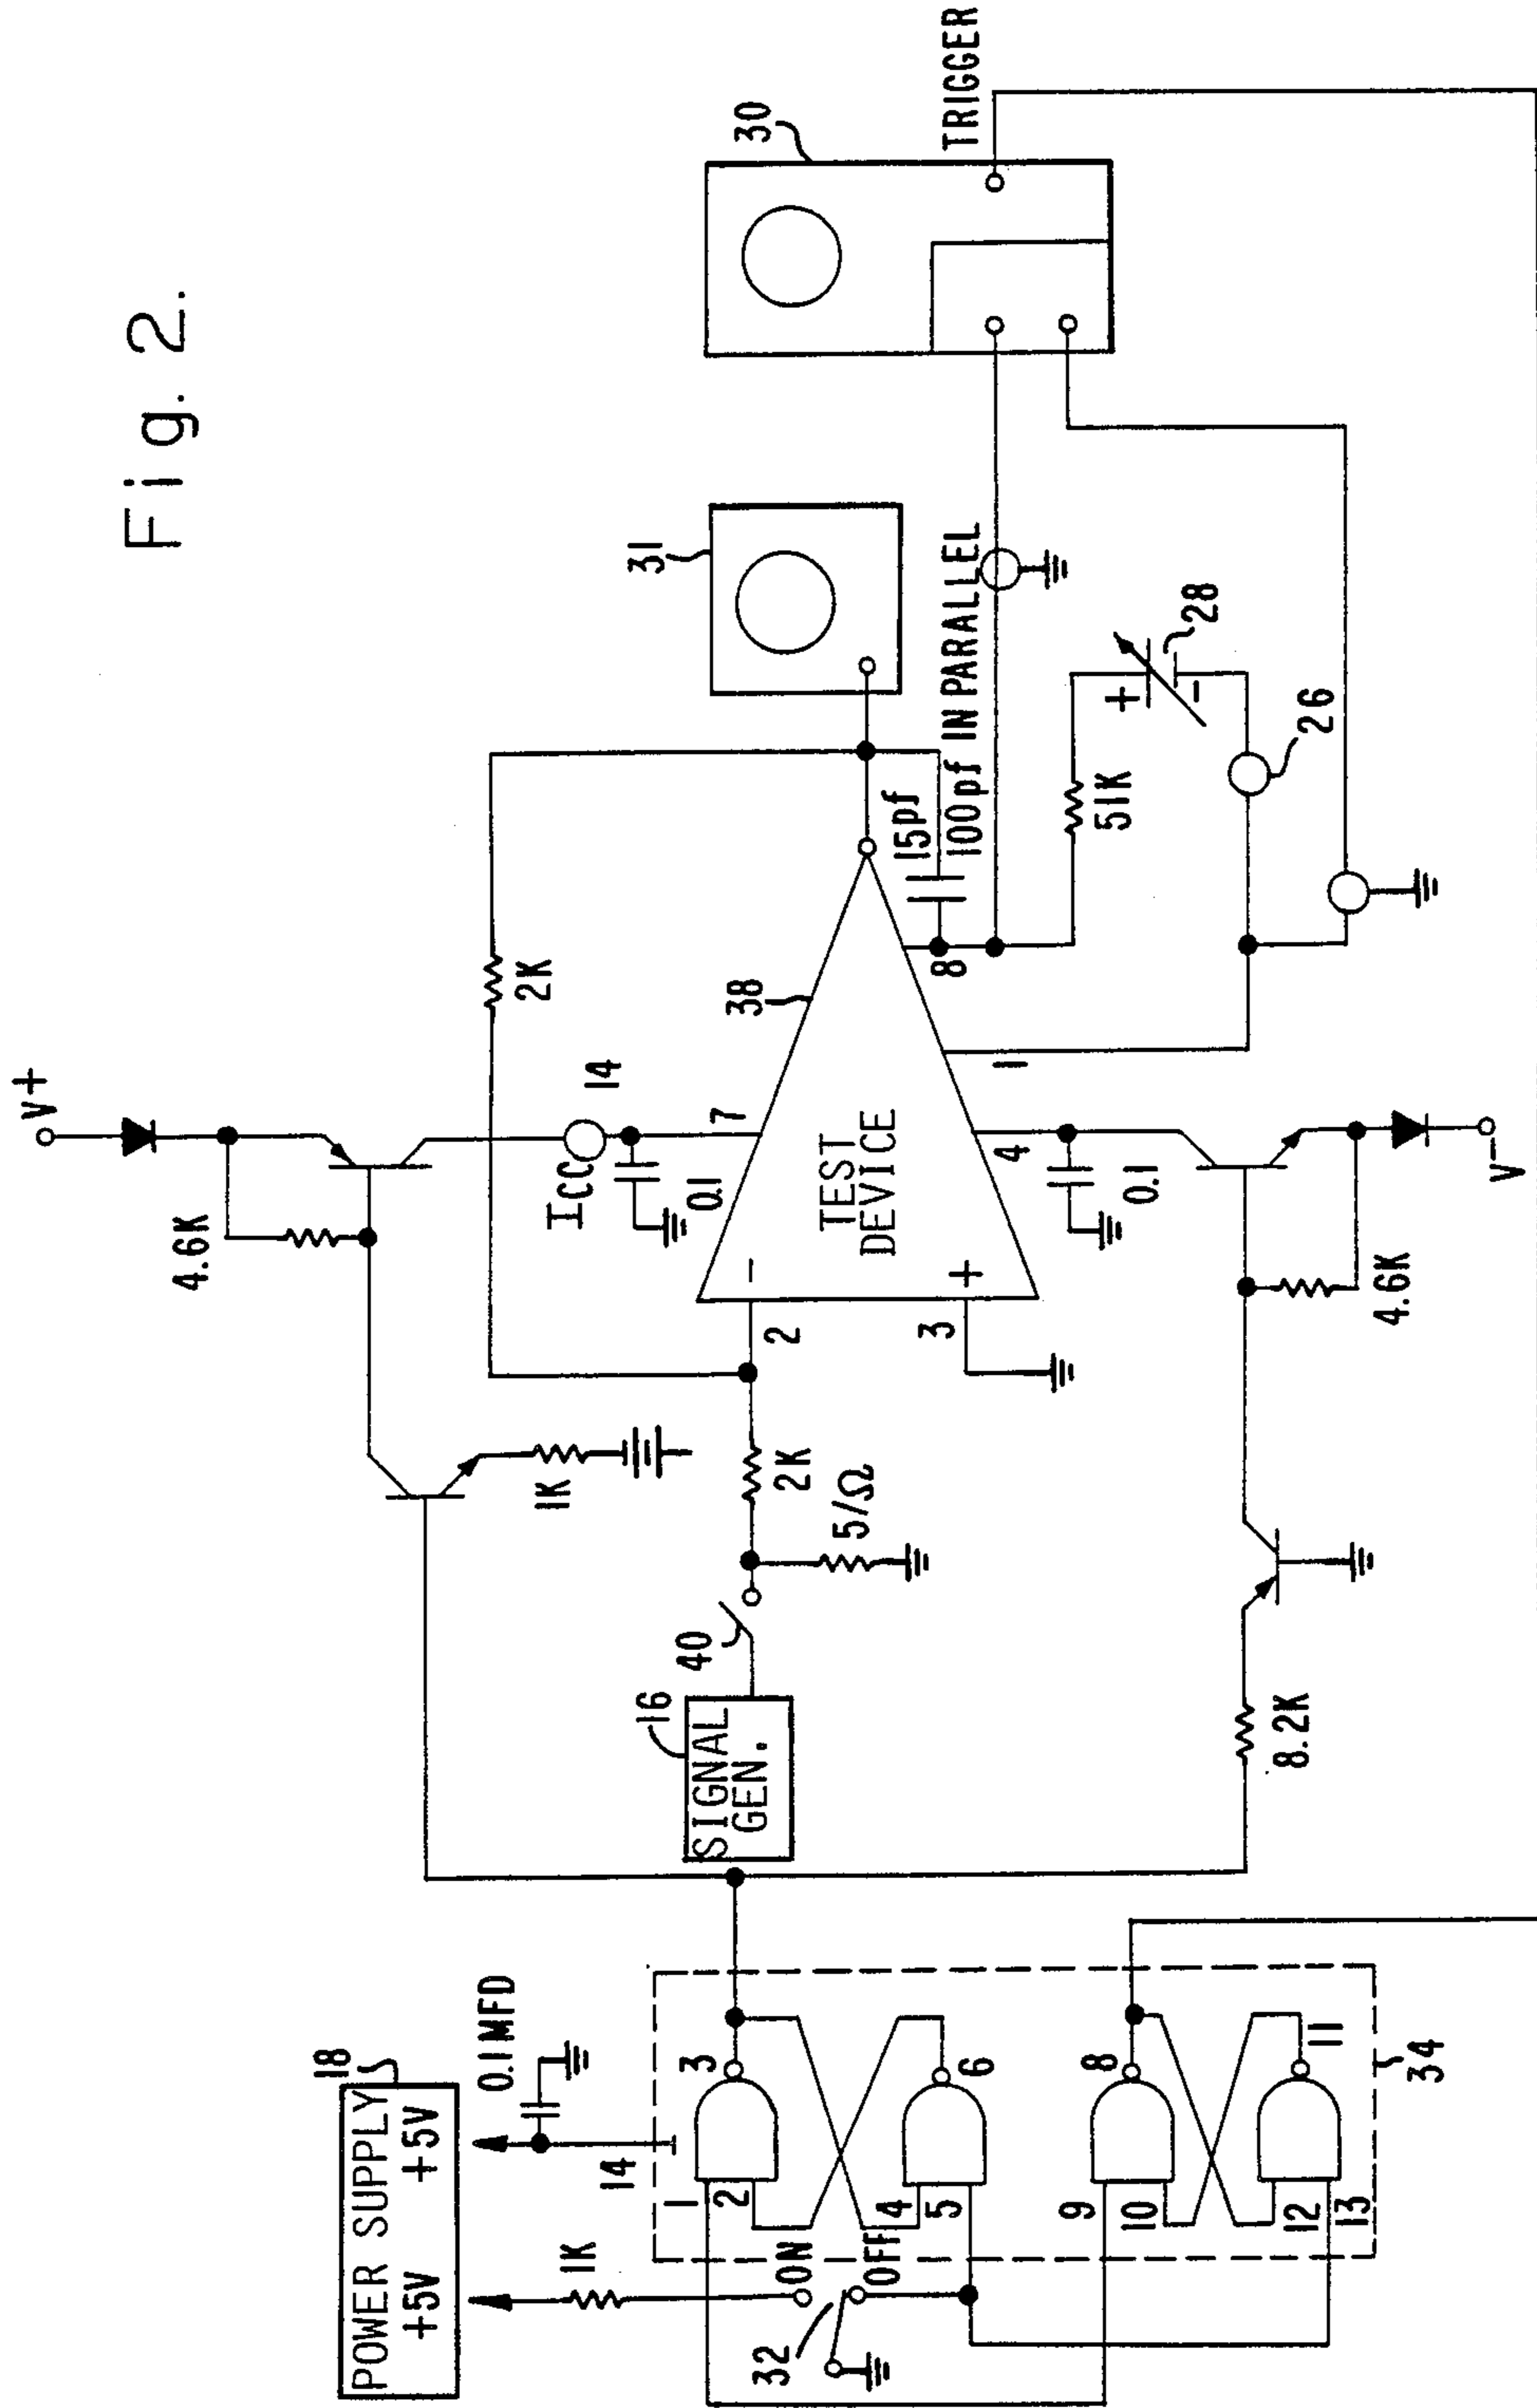 Fig. 2.
POWER SUPPLY
+5V +5V
18
0.1 MFD
1K
14
ON
OFF
32
1
2
3
4
5
6
9
10
8
12
13
11
34
V+
4.6K
1K
ICC
14
0.1
7
2K
SIGNAL
GEN.
16
40
2K
5/Ω
2
3
−
+
TEST
DEVICE
38
4
0.1
1
8
15pf
100pf IN PARALLEL
31
30
TRIGGER
51K
+
−
28
26
8.2K
4.6K
V−